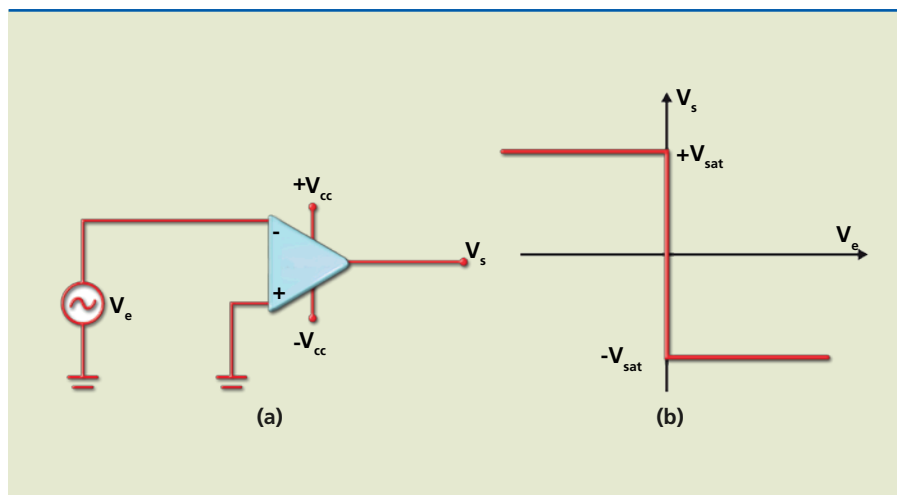 +Vcc
-
+
Ve
-Vcc
Vs
(a)
Vs
+Vsat
Ve
-Vsat
(b)